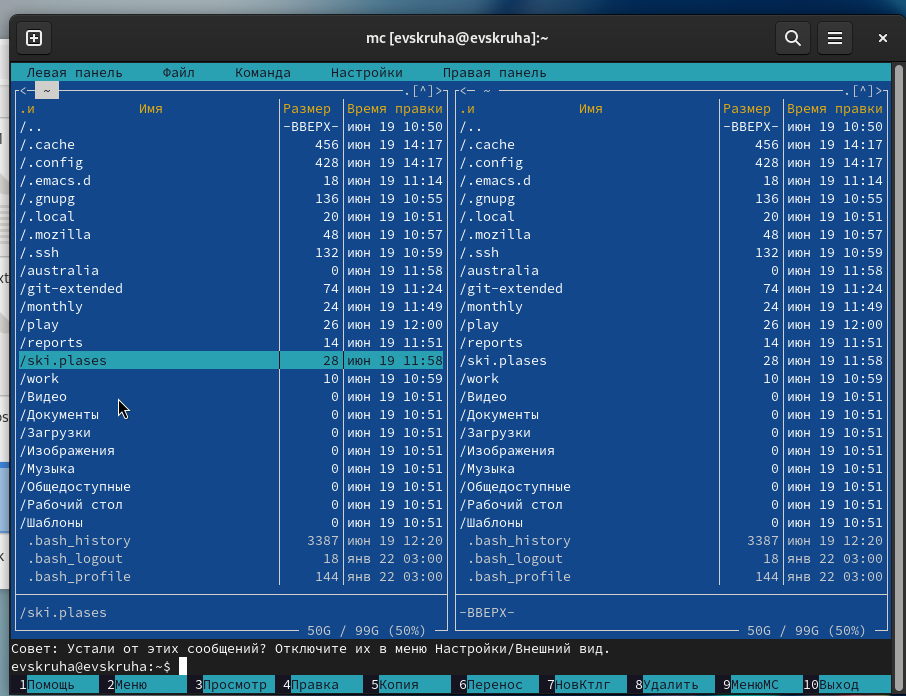 mc [evskruha@evskruha]:~
Левая панель Файл Команда Настройки Правая панель
<─ ~ .[^]> <─ ~ .[^]>
.и Имя Размер Время правки .и Имя Размер Время правки
/.. -ВВЕРХ- июн 19 10:50 /.. -ВВЕРХ- июн 19 10:50
/.cache 456 июн 19 14:17 /.cache 456 июн 19 14:17
/.config 428 июн 19 14:17 /.config 428 июн 19 14:17
/.emacs.d 18 июн 19 11:14 /.emacs.d 18 июн 19 11:14
/.gnupg 136 июн 19 10:55 /.gnupg 136 июн 19 10:55
/.local 20 июн 19 10:51 /.local 20 июн 19 10:51
/.mozilla 48 июн 19 10:57 /.mozilla 48 июн 19 10:57
/.ssh 132 июн 19 10:59 /.ssh 132 июн 19 10:59
/australia 0 июн 19 11:58 /australia 0 июн 19 11:58
/git-extended 74 июн 19 11:24 /git-extended 74 июн 19 11:24
/monthly 24 июн 19 11:49 /monthly 24 июн 19 11:49
/play 26 июн 19 12:00 /play 26 июн 19 12:00
/reports 14 июн 19 11:51 /reports 14 июн 19 11:51
/ski.plases 28 июн 19 11:58 /ski.plases 28 июн 19 11:58
/work 10 июн 19 10:59 /work 10 июн 19 10:59
/Видео 0 июн 19 10:51 /Видео 0 июн 19 10:51
/Документы 0 июн 19 10:51 /Документы 0 июн 19 10:51
/Загрузки 0 июн 19 10:51 /Загрузки 0 июн 19 10:51
/Изображения 0 июн 19 10:51 /Изображения 0 июн 19 10:51
/Музыка 0 июн 19 10:51 /Музыка 0 июн 19 10:51
/Общедоступные 0 июн 19 10:51 /Общедоступные 0 июн 19 10:51
/Рабочий стол 0 июн 19 10:51 /Рабочий стол 0 июн 19 10:51
/Шаблоны 0 июн 19 10:51 /Шаблоны 0 июн 19 10:51
.bash_history 3387 июн 19 12:20 .bash_history 3387 июн 19 12:20
.bash_logout 18 янв 22 03:00 .bash_logout 18 янв 22 03:00
.bash_profile 144 янв 22 03:00 .bash_profile 144 янв 22 03:00
/ski.plases -ВВЕРХ-
50G / 99G (50%) 50G / 99G (50%)
Совет: Устали от этих сообщений? Отключите их в меню Настройки/Внешний вид.
evskruha@evskruha:~$
1Помощь 2Меню 3Просмотр 4Правка 5Копия 6Перенос 7НовКтлг 8Удалить 9МенюМС 10Выход